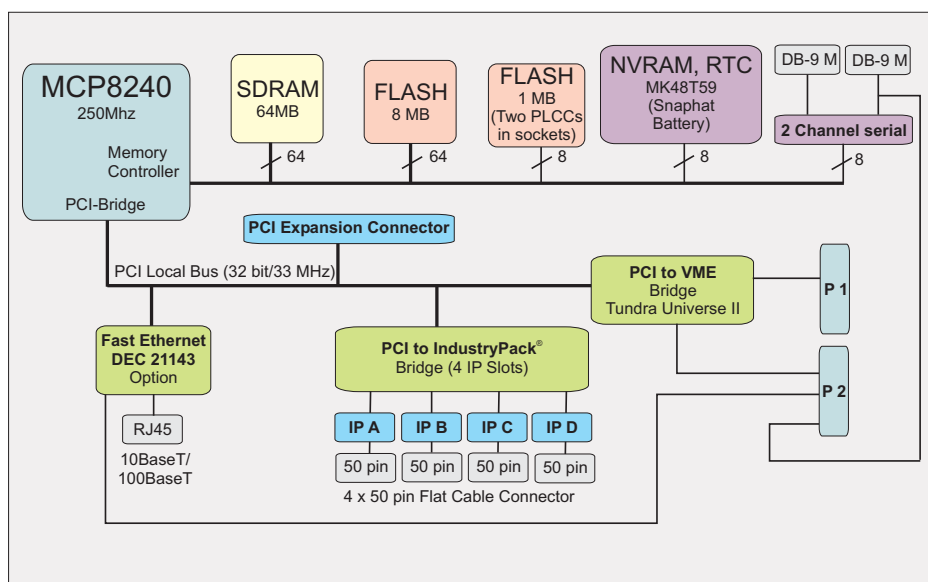 MCP8240
250Mhz
Memory
Controller
PCI-Bridge
SDRAM
64MB
FLASH
8 MB
FLASH
1 MB
(Two PLCCs
in sockets)
NVRAM, RTC
MK48T59
(Snaphat
Battery)
DB-9 M
DB-9 M
2 Channel serial
64
64
8
8
8
PCI Expansion Connector
PCI Local Bus (32 bit/33 MHz)
PCI to VME
Bridge
Tundra Universe II
P 1
Fast Ethernet
DEC 21143
Option
PCI to IndustryPack®
Bridge (4 IP Slots)
P 2
RJ45
10BaseT/
100BaseT
IP A
IP B
IP C
IP D
50 pin
50 pin
50 pin
50 pin
4 x 50 pin Flat Cable Connector